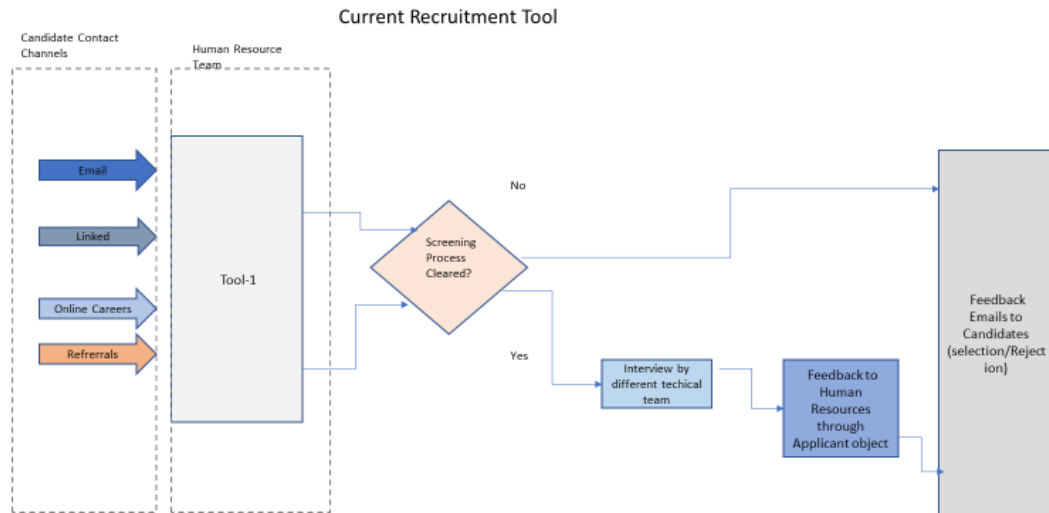 Current Recruitment Tool
Candidate Contact
Channels
Human Resource
Team
Email
Linked
Online Careers
Refrerrals
Tool-1
Screening
Process
Cleared?
No
Yes
Interview by
different techical
team
Feedback to
Human
Resources
through
Applicant object
Feedback
Emails to
Candidates
(selection/Reject
ion)